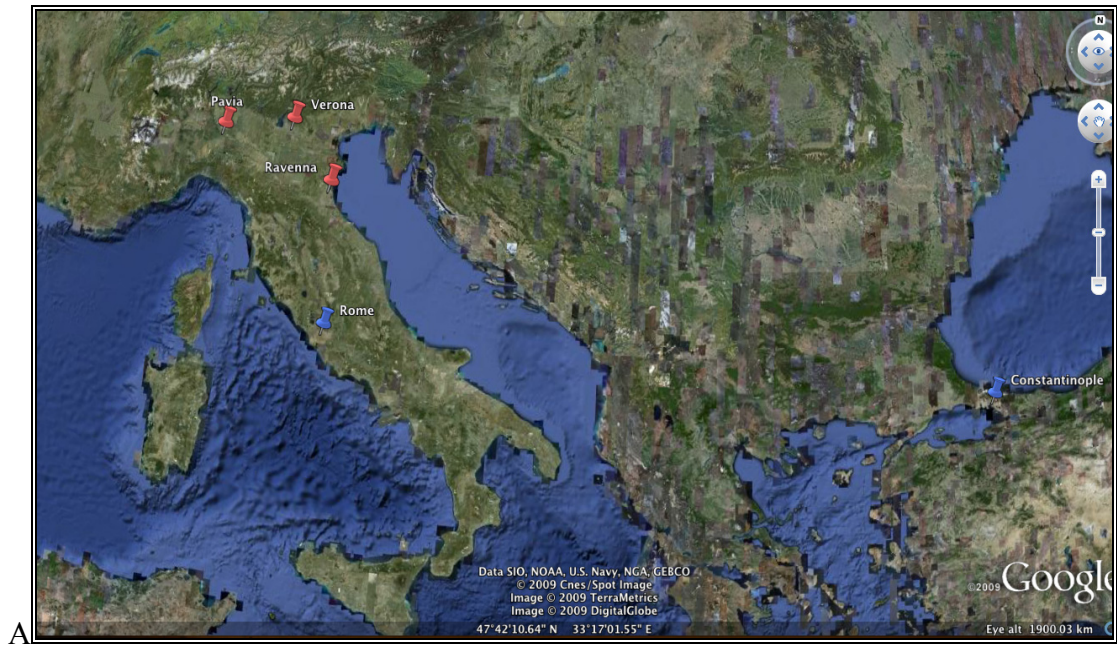 N
Pavia
Verona
Ravenna
Rome
Constantinople
Data SIO, NOAA, U.S. Navy, NGA, GEBCO
© 2009 Cnes/Spot Image
Image © 2009 TerraMetrics
Image © 2009 DigitalGlobe
©2009 Google
47°42'10.64" N 33°17'01.55" E
Eye alt 1900.03 km
A